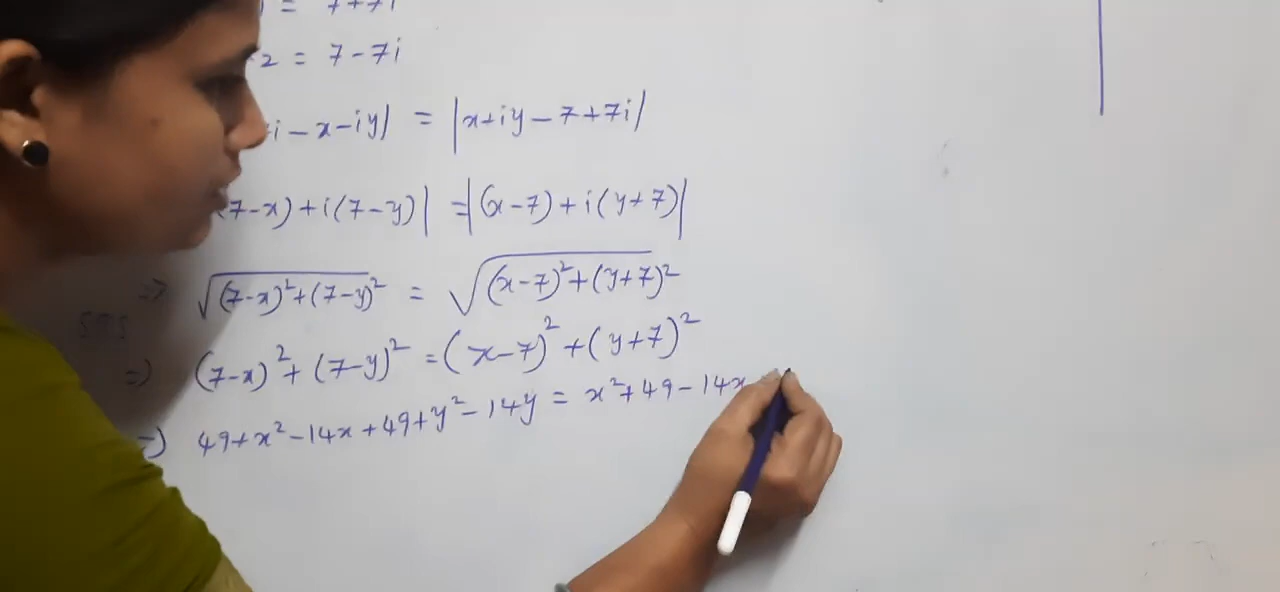 = 7+7i
2 = 7-7i
i-x-iy| = |x+iy-7+7i|
(7-x)+i(7-y)| = |(x-7)+i(y+7)|
=> √(7-x)²+(7-y)² = √(x-7)²+(y+7)²
=> (7-x)²+(7-y)² = (x-7)²+(y+7)²
=> 49+x²-14x+49+y²-14y = x²+49-14x